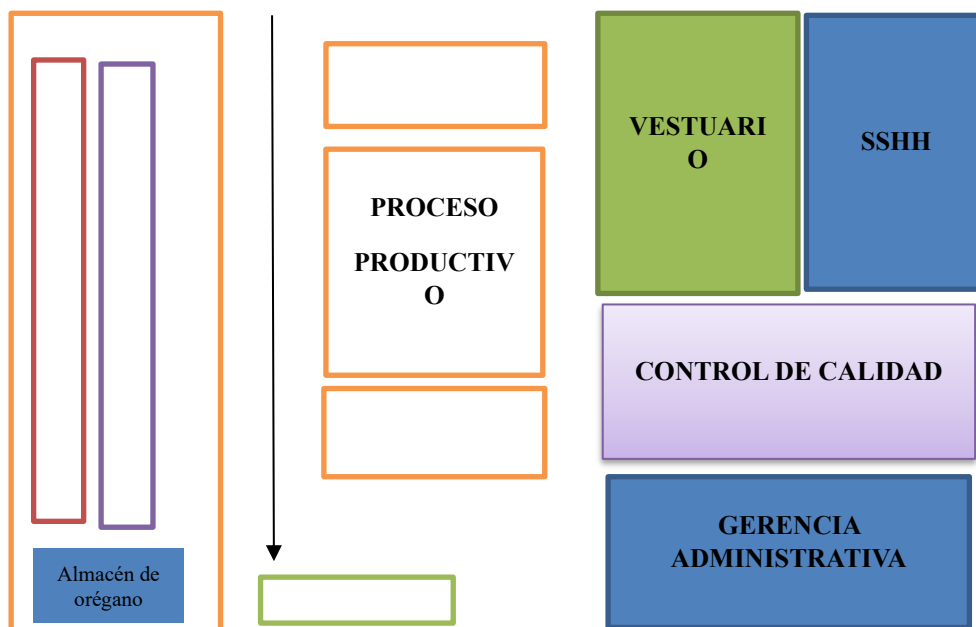 VESTUARI
O
SSHH
PROCESO
PRODUCTIV
O
CONTROL DE CALIDAD
GERENCIA
ADMINISTRATIVA
Almacén de
orégano